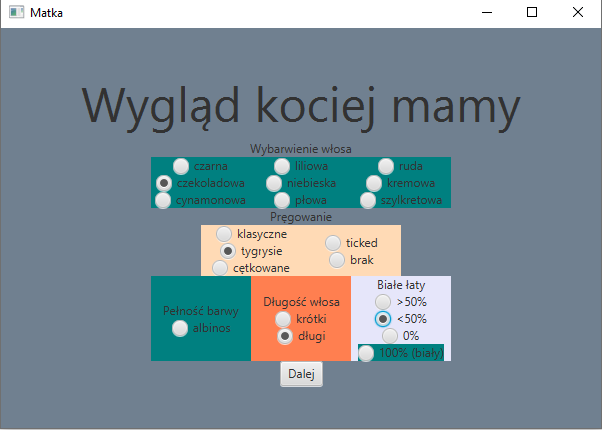 Matka
Wygląd kociej mamy
Wybarwienie włosa
czarna liliowa ruda
czekoladowa niebieska kremowa
cynamonowa płowa szylkretowa
Pręgowanie
klasyczne
tygrysie
cętkowane
ticked
brak
Pełność barwy
albinos
Długość włosa
krótki
długi
Białe łaty
>50%
<50%
0%
100% (biały)
Dalej